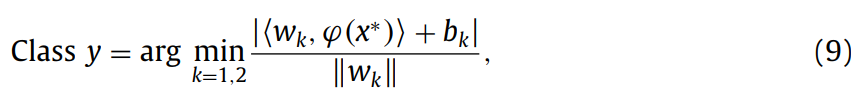 Class y = arg min_{k=1,2} |⟨w_k, φ(x*)⟩ + b_k| / ‖w_k‖ , (9)